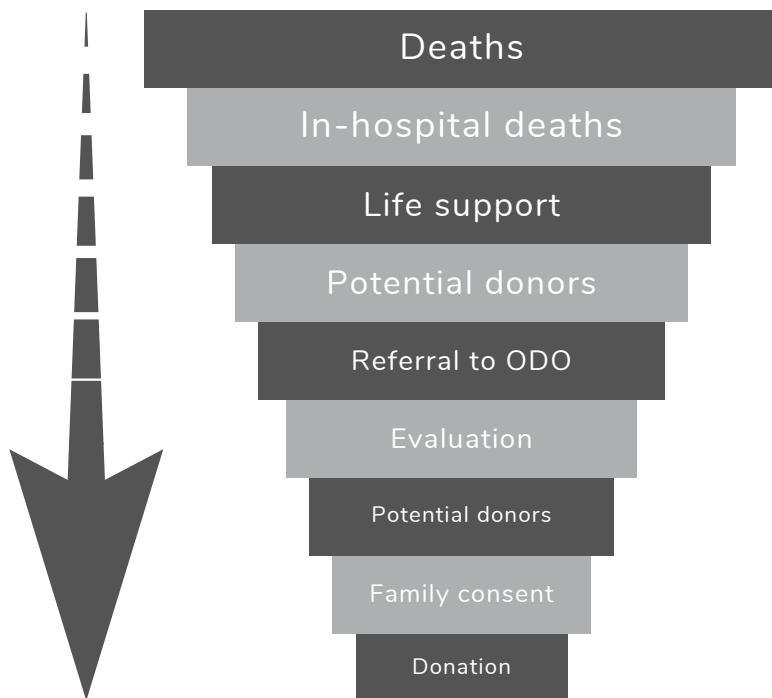 Deaths
In-hospital deaths
Life support
Potential donors
Referral to ODO
Evaluation
Potential donors
Family consent
Donation